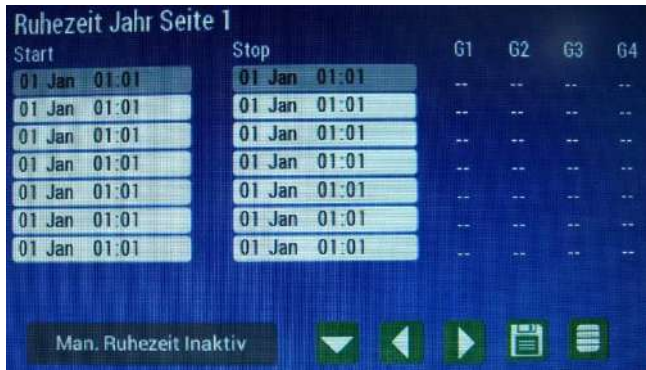 Ruhezeit Jahr Seite 1
Start Stop G1 G2 G3 G4
01 Jan 01:01 01 Jan 01:01 -- -- -- --
01 Jan 01:01 01 Jan 01:01 -- -- -- --
01 Jan 01:01 01 Jan 01:01 -- -- -- --
01 Jan 01:01 01 Jan 01:01 -- -- -- --
01 Jan 01:01 01 Jan 01:01 -- -- -- --
01 Jan 01:01 01 Jan 01:01 -- -- -- --
01 Jan 01:01 01 Jan 01:01 -- -- -- --
Man. Ruhezeit Inaktiv